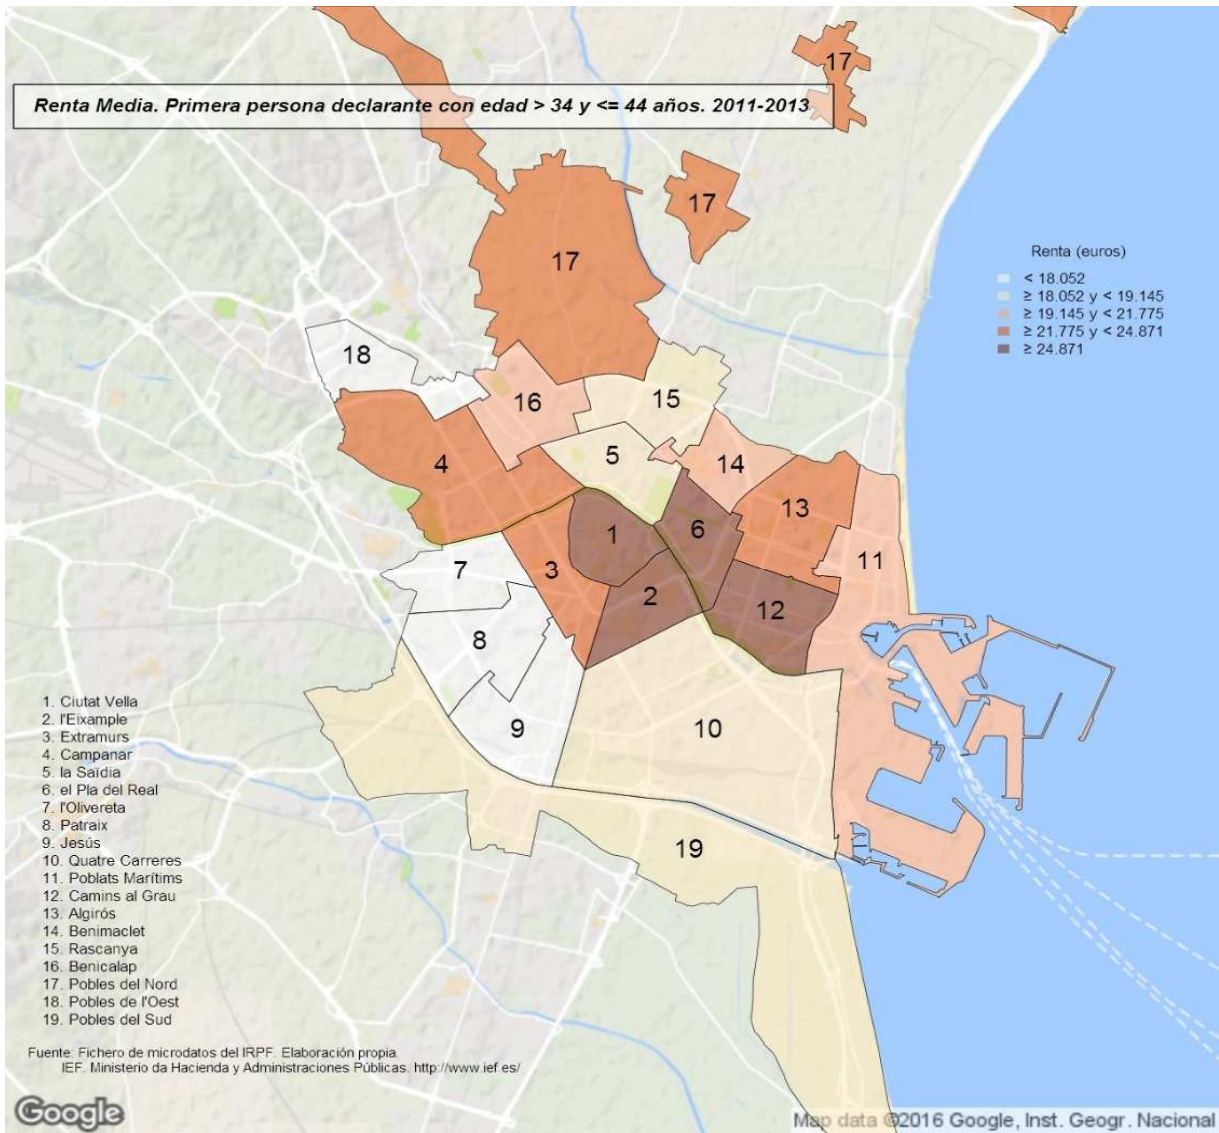 17
Renta Media. Primera persona declarante con edad > 34 y <= 44 años. 2011-2013
17
17
Renta (euros)
< 18.052
≥ 18.052 y < 19.145
≥ 19.145 y < 21.775
≥ 21.775 y < 24.871
≥ 24.871
18
16
15
4
5
14
13
1
6
11
7
3
2
12
8
9
10
19
1. Ciutat Vella
2. l'Eixample
3. Extramurs
4. Campanar
5. la Saïdia
6. el Pla del Real
7. l'Olivereta
8. Patraix
9. Jesús
10. Quatre Carreres
11. Poblats Marítims
12. Camins al Grau
13. Algirós
14. Benimaclet
15. Rascanya
16. Benicalap
17. Pobles del Nord
18. Pobles de l'Oest
19. Pobles del Sud
Fuente: Fichero de microdatos del IRPF. Elaboración propia.
IEF. Ministerio da Hacienda y Administraciones Públicas. http://www.ief.es/
Google
Map data ©2016 Google, Inst. Geogr. Nacional